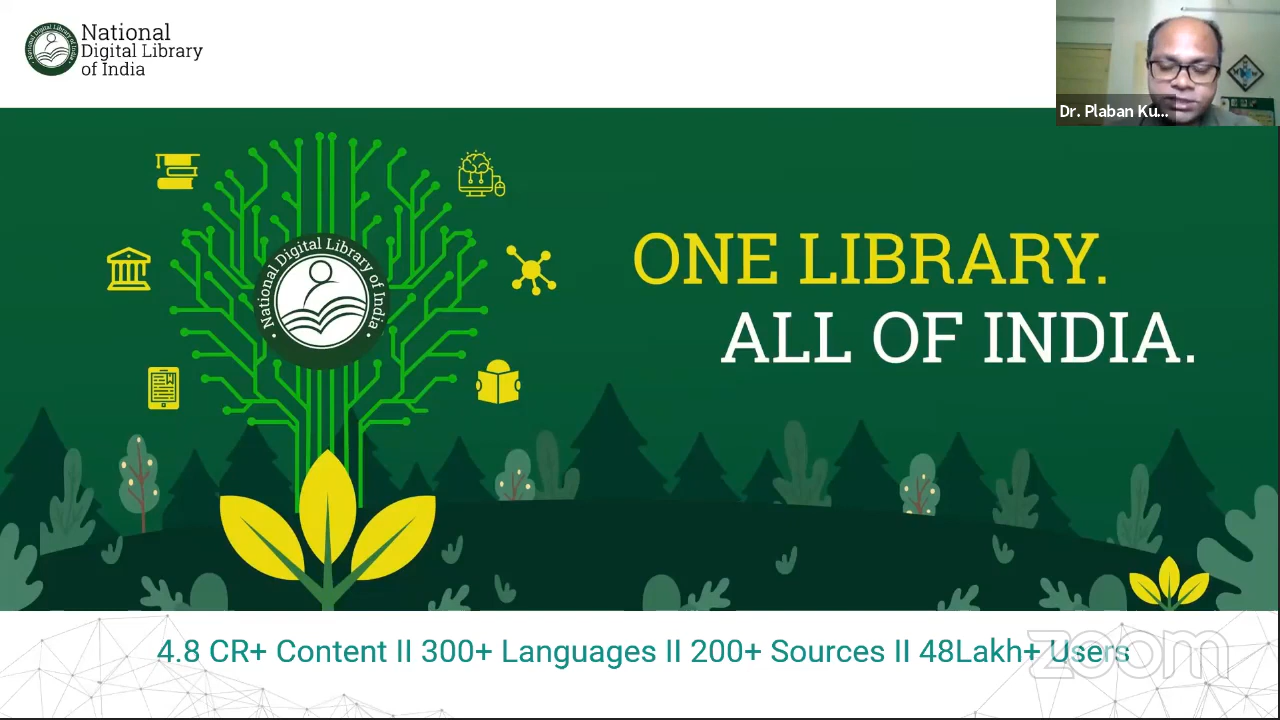 National
Digital Library
of India
Dr. Plaban Ku...
National Digital Library of India
ONE LIBRARY.
ALL OF INDIA.
4.8 CR+ Content II 300+ Languages II 200+ Sources II 48Lakh+ Users
zoom